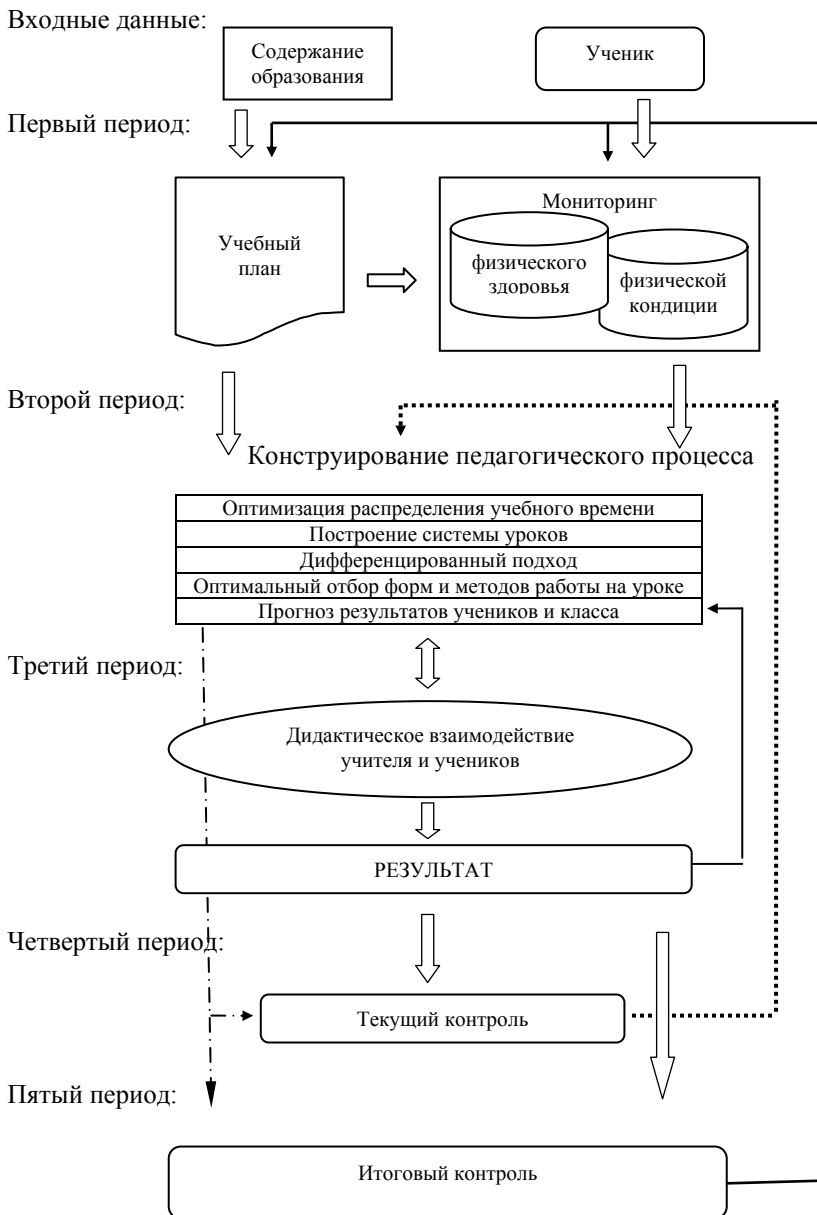 Входные данные:
Содержание
образования
Ученик
Первый период:
Учебный
план
Мониторинг
физического
здоровья
физической
кондиции
Второй период:
Конструирование педагогического процесса
Оптимизация распределения учебного времени
Построение системы уроков
Дифференцированный подход
Оптимальный отбор форм и методов работы на уроке
Прогноз результатов учеников и класса
Третий период:
Дидактическое взаимодействие
учителя и учеников
РЕЗУЛЬТАТ
Четвертый период:
Текущий контроль
Пятый период:
Итоговый контроль